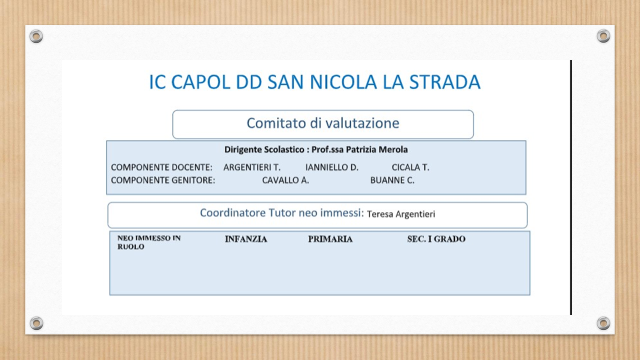 IC CAPOL DD SAN NICOLA LA STRADA
Comitato di valutazione
Dirigente Scolastico : Prof.ssa Patrizia Merola
COMPONENTE DOCENTE: ARGENTIERI T. IANNIELLO D. CICALA T.
COMPONENTE GENITORE: CAVALLO A. BUANNE C.
Coordinatore Tutor neo immessi: Teresa Argentieri
NEO IMMESSO IN INFANZIA PRIMARIA SEC. I GRADO
RUOLO